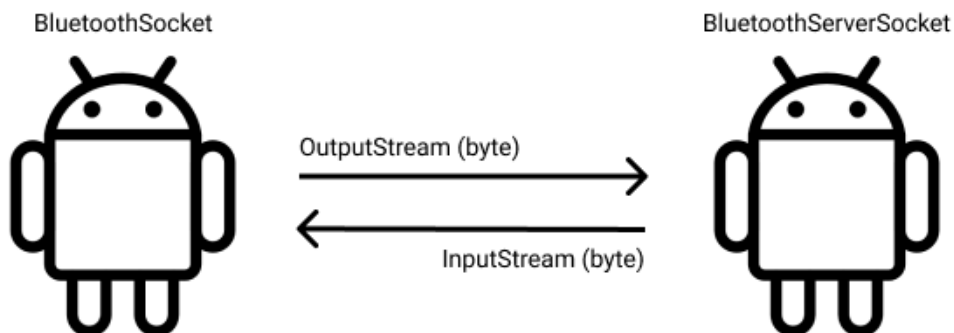 BluetoothSocket
BluetoothServerSocket
OutputStream (byte)
InputStream (byte)